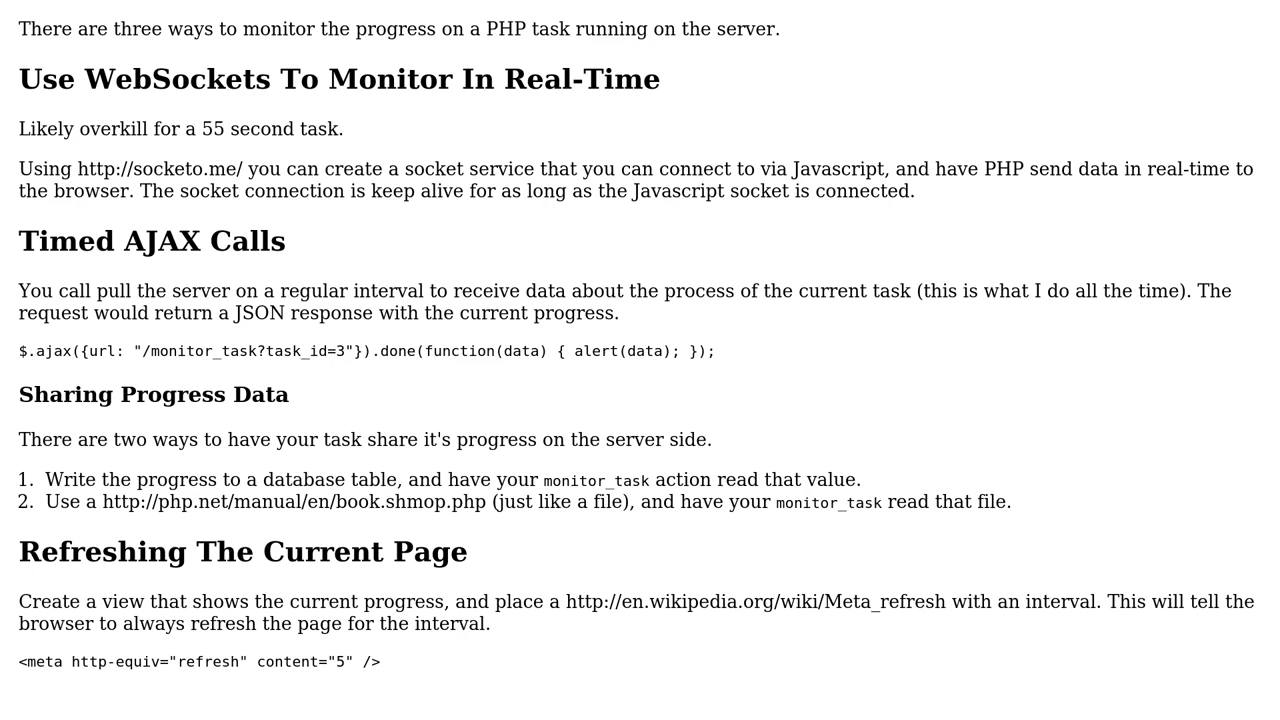 There are three ways to monitor the progress on a PHP task running on the server.
Use WebSockets To Monitor In Real-Time
Likely overkill for a 55 second task.
Using http://socketo.me/ you can create a socket service that you can connect to via Javascript, and have PHP send data in real-time to
the browser. The socket connection is keep alive for as long as the Javascript socket is connected.
Timed AJAX Calls
You call pull the server on a regular interval to receive data about the process of the current task (this is what I do all the time). The
request would return a JSON response with the current progress.
$.ajax({url: "/monitor_task?task_id=3"}).done(function(data) { alert(data); });
Sharing Progress Data
There are two ways to have your task share it's progress on the server side.
1. Write the progress to a database table, and have your monitor_task action read that value.
2. Use a http://php.net/manual/en/book.shmop.php (just like a file), and have your monitor_task read that file.
Refreshing The Current Page
Create a view that shows the current progress, and place a http://en.wikipedia.org/wiki/Meta_refresh with an interval. This will tell the
browser to always refresh the page for the interval.
<meta http-equiv="refresh" content="5" />